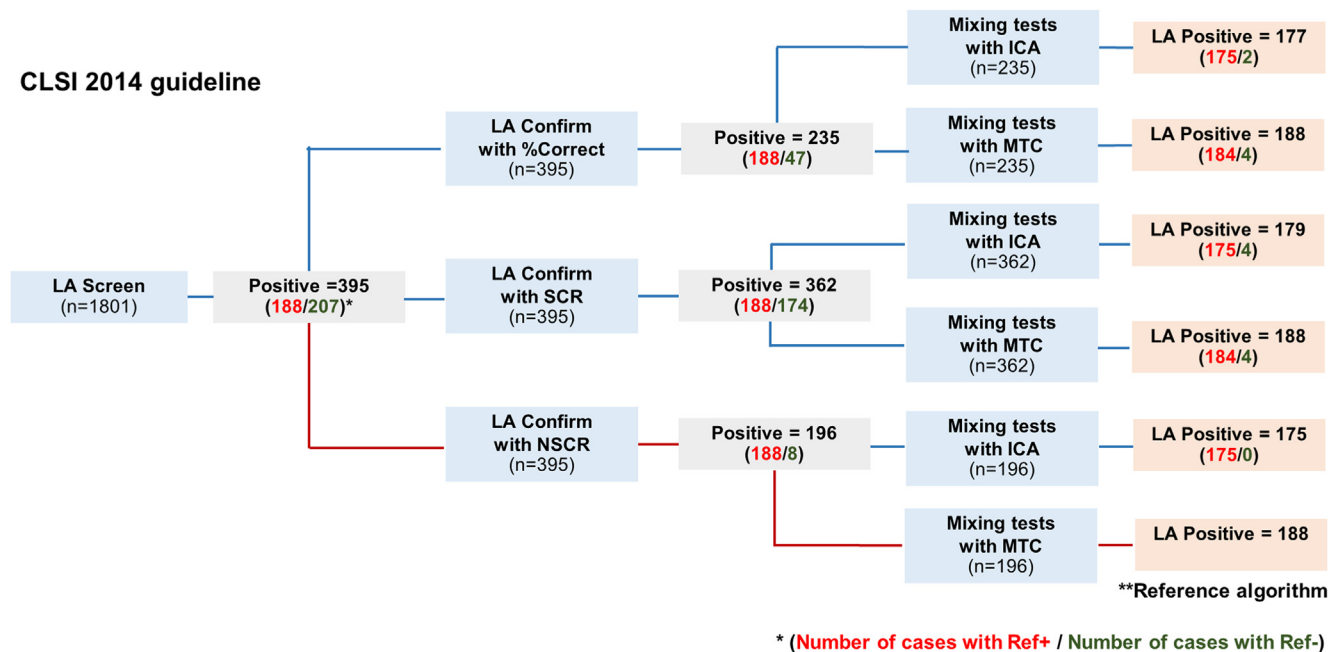 CLSI 2014 guideline
LA Screen
(n=1801)
Positive =395
(188/207)*
LA Confirm
with %Correct
(n=395)
Positive = 235
(188/47)
Mixing tests
with ICA
(n=235)
LA Positive = 177
(175/2)
Mixing tests
with MTC
(n=235)
LA Positive = 188
(184/4)
LA Confirm
with SCR
(n=395)
Positive = 362
(188/174)
Mixing tests
with ICA
(n=362)
LA Positive = 179
(175/4)
Mixing tests
with MTC
(n=362)
LA Positive = 188
(184/4)
LA Confirm
with NSCR
(n=395)
Positive = 196
(188/8)
Mixing tests
with ICA
(n=196)
LA Positive = 175
(175/0)
Mixing tests
with MTC
(n=196)
LA Positive = 188
**Reference algorithm
* (Number of cases with Ref+ / Number of cases with Ref-)